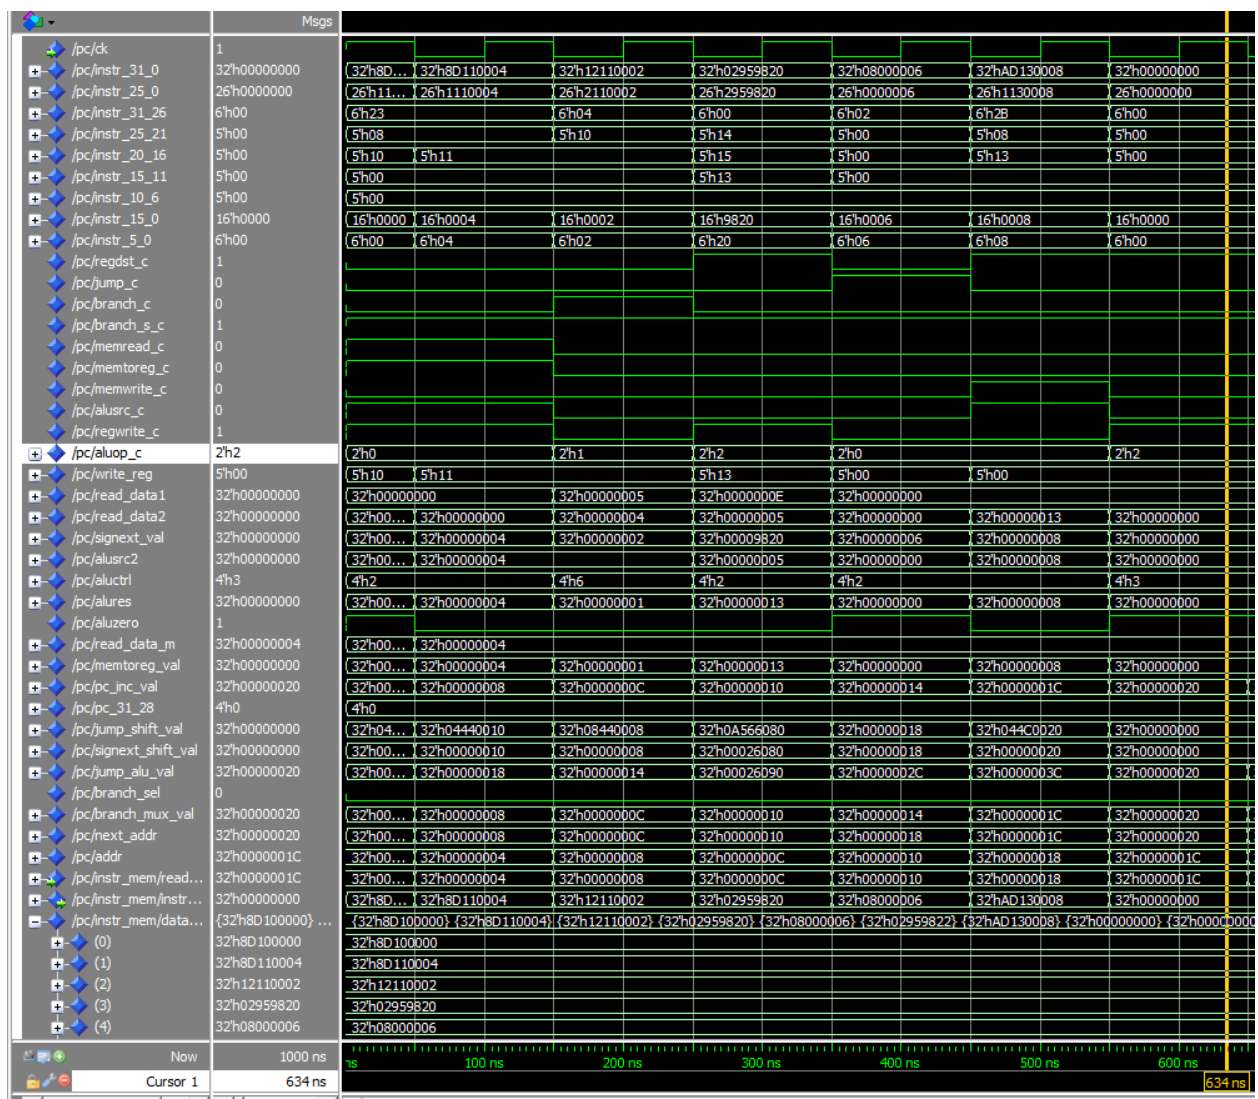 Msgs
/pc/ck 1
/pc/instr_31_0 32'h00000000 32'h8D... 32'h8D110004 32'h12110002 32'h02959820 32'h08000006 32'hAD130008 32'h00000000
/pc/instr_25_0 26'h0000000 26'h11... 26'h1110004 26'h2110002 26'h2959820 26'h0000006 26'h1130008 26'h0000000
/pc/instr_31_26 6'h00 6'h23 6'h04 6'h00 6'h02 6'h2B 6'h00
/pc/instr_25_21 5'h00 5'h08 5'h10 5'h14 5'h00 5'h08 5'h00
/pc/instr_20_16 5'h00 5'h10 5'h11 5'h15 5'h00 5'h13 5'h00
/pc/instr_15_11 5'h00 5'h00 5'h13 5'h00
/pc/instr_10_6 5'h00 5'h00
/pc/instr_15_0 16'h0000 16'h0000 16'h0004 16'h0002 16'h9820 16'h0006 16'h0008 16'h0000
/pc/instr_5_0 6'h00 6'h00 6'h04 6'h02 6'h20 6'h06 6'h08 6'h00
/pc/regdst_c 1
/pc/jump_c 0
/pc/branch_c 0
/pc/branch_s_c 1
/pc/memread_c 0
/pc/memtoreg_c 0
/pc/memwrite_c 0
/pc/alusrc_c 0
/pc/regwrite_c 1
/pc/aluop_c 2'h2 2'h0 2'h1 2'h2 2'h0 2'h2
/pc/write_reg 5'h00 5'h10 5'h11 5'h13 5'h00 5'h00
/pc/read_data1 32'h00000000 32'h00000000 32'h00000005 32'h0000000E 32'h00000000
/pc/read_data2 32'h00000000 32'h00... 32'h00000000 32'h00000004 32'h00000005 32'h00000000 32'h00000013 32'h00000000
/pc/signext_val 32'h00000000 32'h00... 32'h00000004 32'h00000002 32'h00009820 32'h00000006 32'h00000008 32'h00000000
/pc/alusrc2 32'h00000000 32'h00... 32'h00000004 32'h00000005 32'h00000000 32'h00000008 32'h00000000
/pc/aluctrl 4'h3 4'h2 4'h6 4'h2 4'h2 4'h3
/pc/alures 32'h00000000 32'h00... 32'h00000004 32'h00000001 32'h00000013 32'h00000000 32'h00000008 32'h00000000
/pc/aluzero 1
/pc/read_data_m 32'h00000004 32'h00... 32'h00000004
/pc/memtoreg_val 32'h00000000 32'h00... 32'h00000004 32'h00000001 32'h00000013 32'h00000000 32'h00000008 32'h00000000
/pc/pc_inc_val 32'h00000020 32'h00... 32'h00000008 32'h0000000C 32'h00000010 32'h00000014 32'h0000001C 32'h00000020
/pc/pc_31_28 4'h0 4'h0
/pc/jump_shift_val 32'h00000000 32'h04... 32'h04440010 32'h08440008 32'h0A566080 32'h00000018 32'h044C0020 32'h00000000
/pc/signext_shift_val 32'h00000000 32'h00... 32'h00000010 32'h00000008 32'h00026080 32'h00000018 32'h00000020 32'h00000000
/pc/jump_alu_val 32'h00000020 32'h00... 32'h00000018 32'h00000014 32'h00026090 32'h0000002C 32'h0000003C 32'h00000020
/pc/branch_sel 0
/pc/branch_mux_val 32'h00000020 32'h00... 32'h00000008 32'h0000000C 32'h00000010 32'h00000014 32'h0000001C 32'h00000020
/pc/next_addr 32'h00000020 32'h00... 32'h00000008 32'h0000000C 32'h00000010 32'h00000018 32'h0000001C 32'h00000020
/pc/addr 32'h0000001C 32'h00... 32'h00000004 32'h00000008 32'h0000000C 32'h00000010 32'h00000018 32'h0000001C
/pc/instr_mem/read... 32'h0000001C 32'h00... 32'h00000004 32'h00000008 32'h0000000C 32'h00000010 32'h00000018 32'h0000001C
/pc/instr_mem/instr... 32'h00000000 32'h8D... 32'h8D110004 32'h12110002 32'h02959820 32'h08000006 32'hAD130008 32'h00000000
/pc/instr_mem/data... {32'h8D100000} ... {32'h8D100000} {32'h8D110004} {32'h12110002} {32'h02959820} {32'h08000006} {32'h02959822} {32'hAD130008} {32'h00000000} {32'h00000000
(0) 32'h8D100000 32'h8D100000
(1) 32'h8D110004 32'h8D110004
(2) 32'h12110002 32'h12110002
(3) 32'h02959820 32'h02959820
(4) 32'h08000006 32'h08000006
Now 1000 ns ns 100 ns 200 ns 300 ns 400 ns 500 ns 600 ns
Cursor 1 634 ns 634 ns